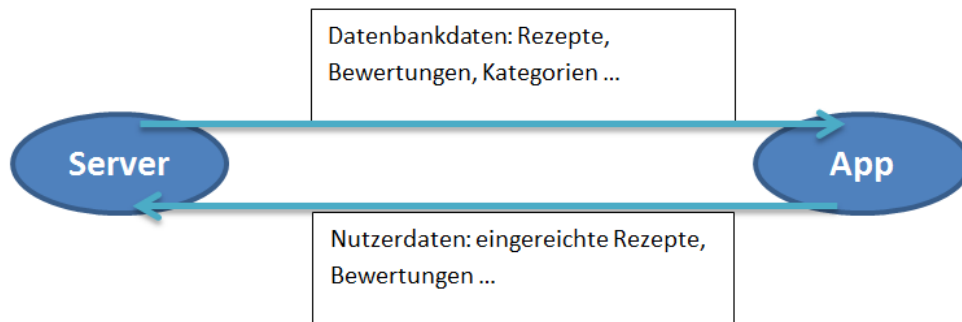 Datenbankdaten: Rezepte,
Bewertungen, Kategorien ...
Server
App
Nutzerdaten: eingereichte Rezepte,
Bewertungen ...